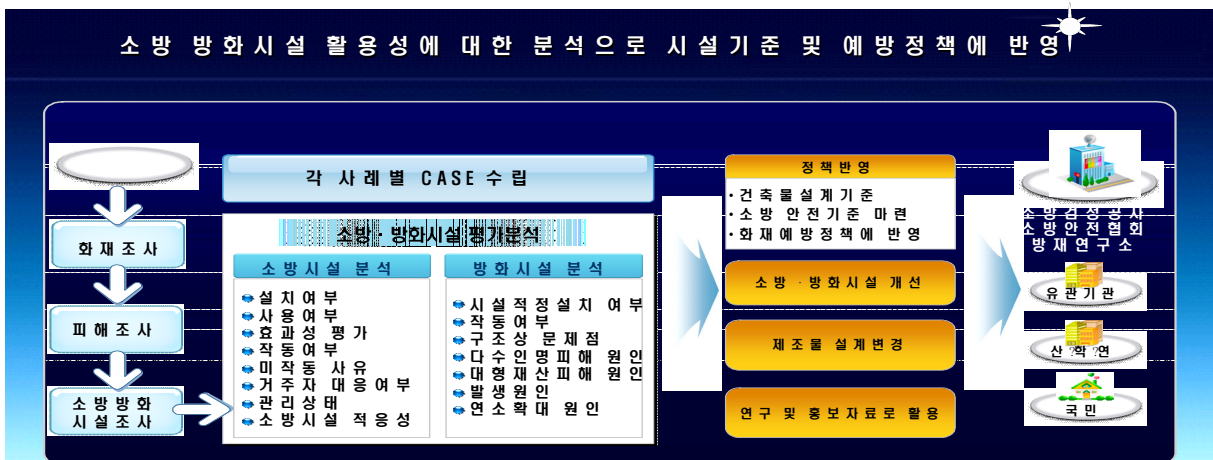 소방 방화시설 활용성에 대한 분석으로 시설기준 및 예방정책에 반영
화재조사
피해조사
소방방화
시설조사
각 사례별 CASE 수립
소방 · 방화시설 평가분석
소방시설 분석
설치여부
사용여부
효과성 평가
작동여부
미작동 사유
거주자 대응여부
관리상태
소방시설 적응성
방화시설 분석
시설적정설치 여부
작동여부
구조상 문제점
다수인명피해 원인
대형재산피해 원인
발생원인
연소확대 원인
정책반영
·건축물설계기준
·소방 안전기준 마련
·화재예방정책에 반영
소방 · 방화시설 개선
제조물 설계변경
연구 및 홍보자료로 활용
소방검정공사
소방안전협회
방재연구소
유관기관
산?학?연
국민